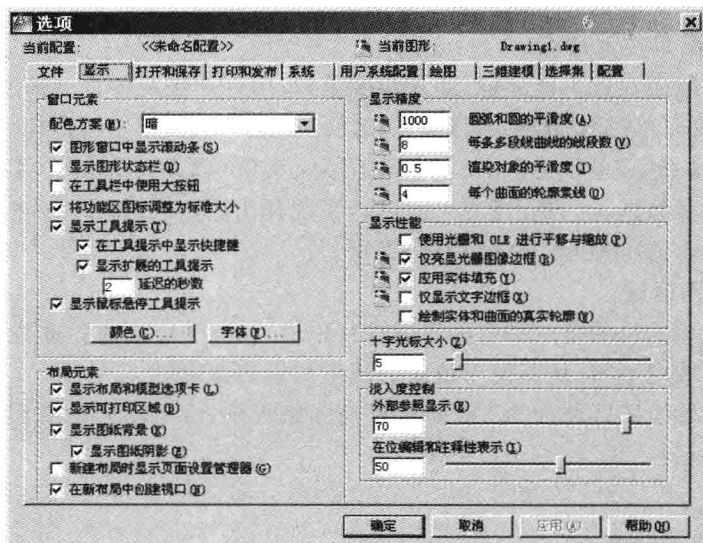 选项
当前配置: <<未命名配置>> 当前图形: Drawing1.dwg
文件 显示 打开和保存 打印和发布 系统 用户系统配置 绘图 三维建模 选择集 配置
窗口元素
配色方案(M): 暗
图形窗口中显示滚动条(S)
显示图形状态栏(D)
在工具栏中使用大按钮
将功能区图标调整为标准大小
显示工具提示(T)
在工具提示中显示快捷键
显示扩展的工具提示
2 延迟的秒数
显示鼠标悬停工具提示
颜色(C)... 字体(F)...
布局元素
显示布局和模型选项卡(L)
显示可打印区域(B)
显示图纸背景(K)
显示图纸阴影(E)
新建布局时显示页面设置管理器(G)
在新布局中创建视口(N)
显示精度
1000 圆弧和圆的平滑度(A)
8 每条多段线曲线的线段数(V)
0.5 渲染对象的平滑度(J)
4 每个曲面的轮廓素线(O)
显示性能
使用光栅和 OLE 进行平移与缩放(P)
仅亮显光栅图像边框(R)
应用实体填充(Y)
仅显示文字边框(X)
绘制实体和曲面的真实轮廓(W)
十字光标大小(Z)
5
淡入度控制
外部参照显示(E)
70
在位编辑和注释性表示(I)
50
确定 取消 应用(A) 帮助(H)